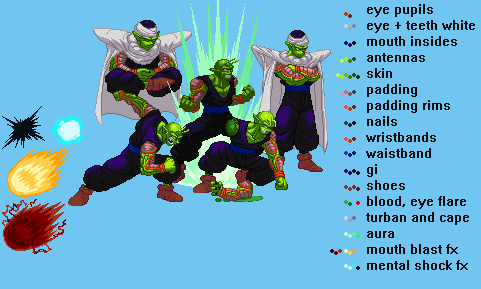 eye pupils
eye + teeth white
mouth insides
antennas
skin
padding
padding rims
nails
wristbands
waistband
gi
shoes
blood, eye flare
turban and cape
aura
mouth blast fx
mental shock fx